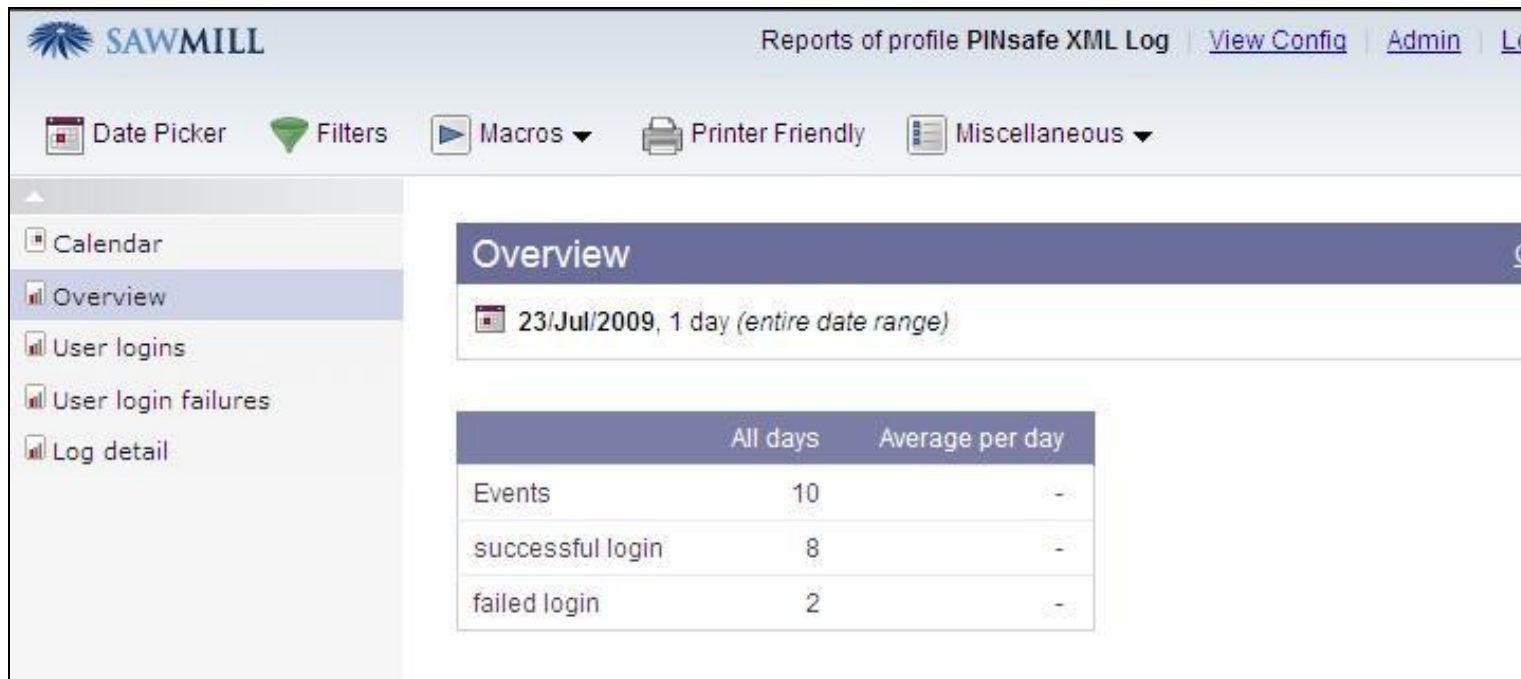 SAWMILL
Reports of profile PINsafe XML Log View Config Admin
Date Picker Filters Macros Printer Friendly Miscellaneous
Calendar
Overview
User logins
User login failures
Log detail
Overview
23/Jul/2009, 1 day (entire date range)
All days Average per day
Events 10 -
successful login 8 -
failed login 2 -